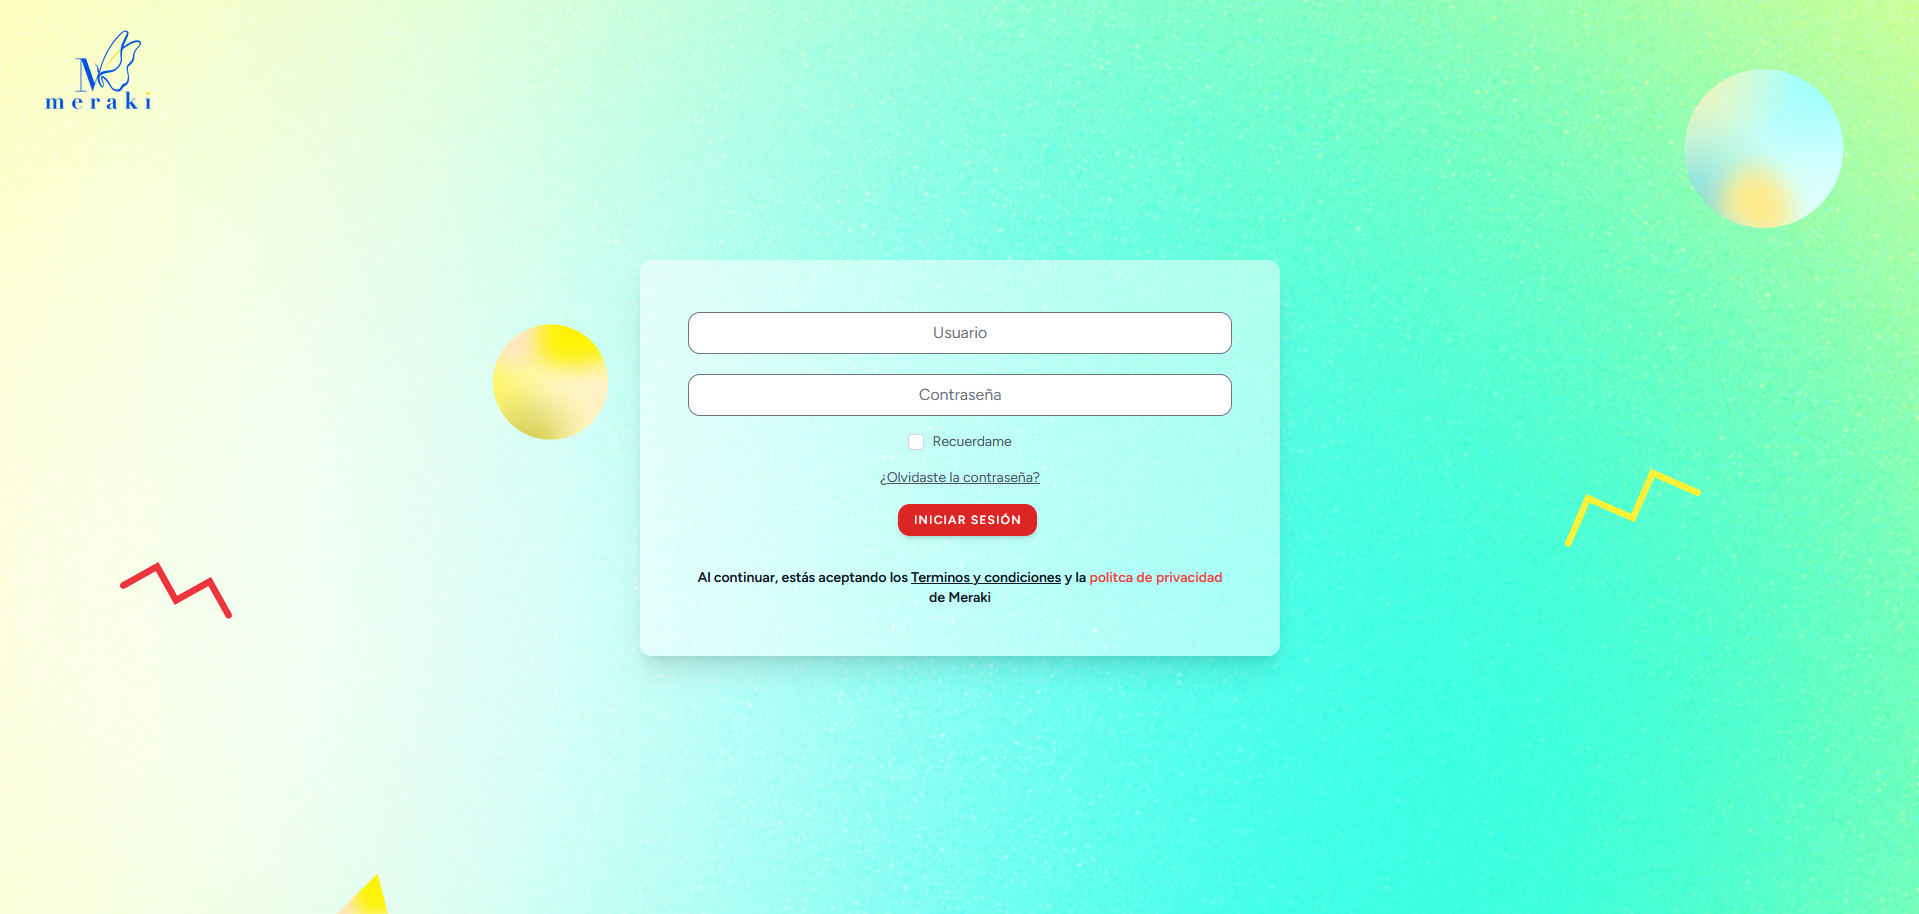 M
meraki
Usuario
Contraseña
Recuerdame
¿Olvidaste la contraseña?
INICIAR SESIÓN
Al continuar, estás aceptando los Terminos y condiciones y la politca de privacidad
de Meraki